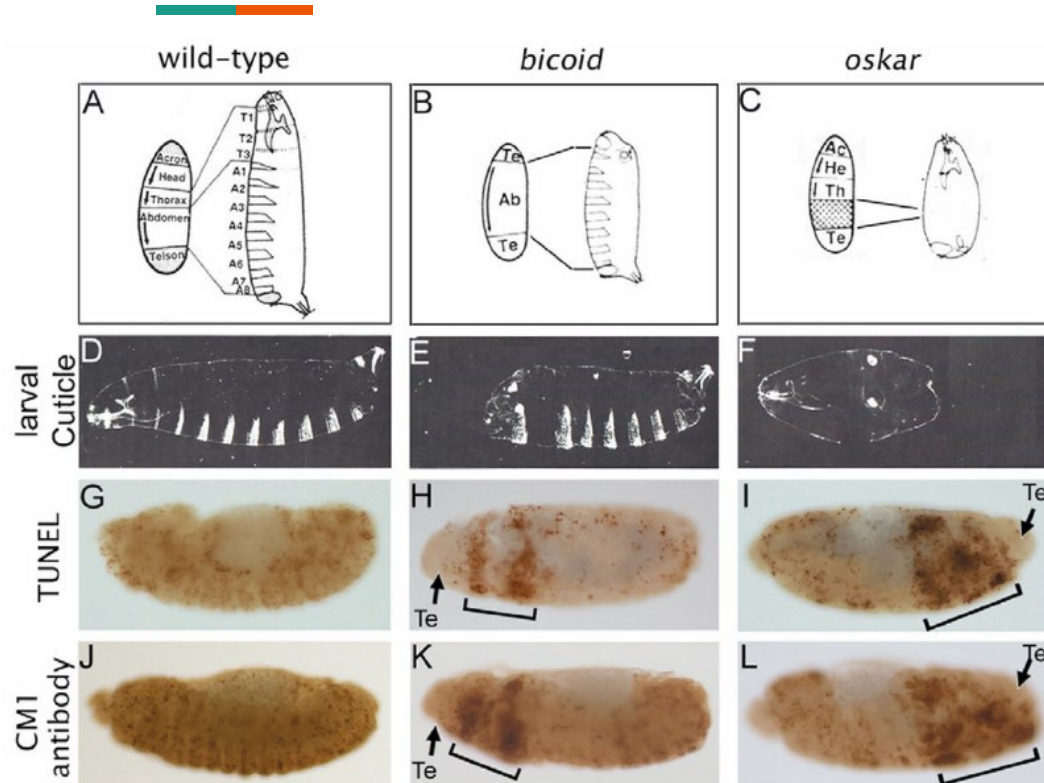 wild-type
bicoid
oskar
A
T1
T2
T3
A1
A2
A3
A4
A5
A6
A7
A8
Acron
Head
Thorax
Abdomen
Telson
B
Te
Ab
Te
C
Ac
He
Th
Te
larval
Cuticle
D
E
F
TUNEL
G
H
Te
I
Te
CM1
antibody
J
K
Te
L
Te